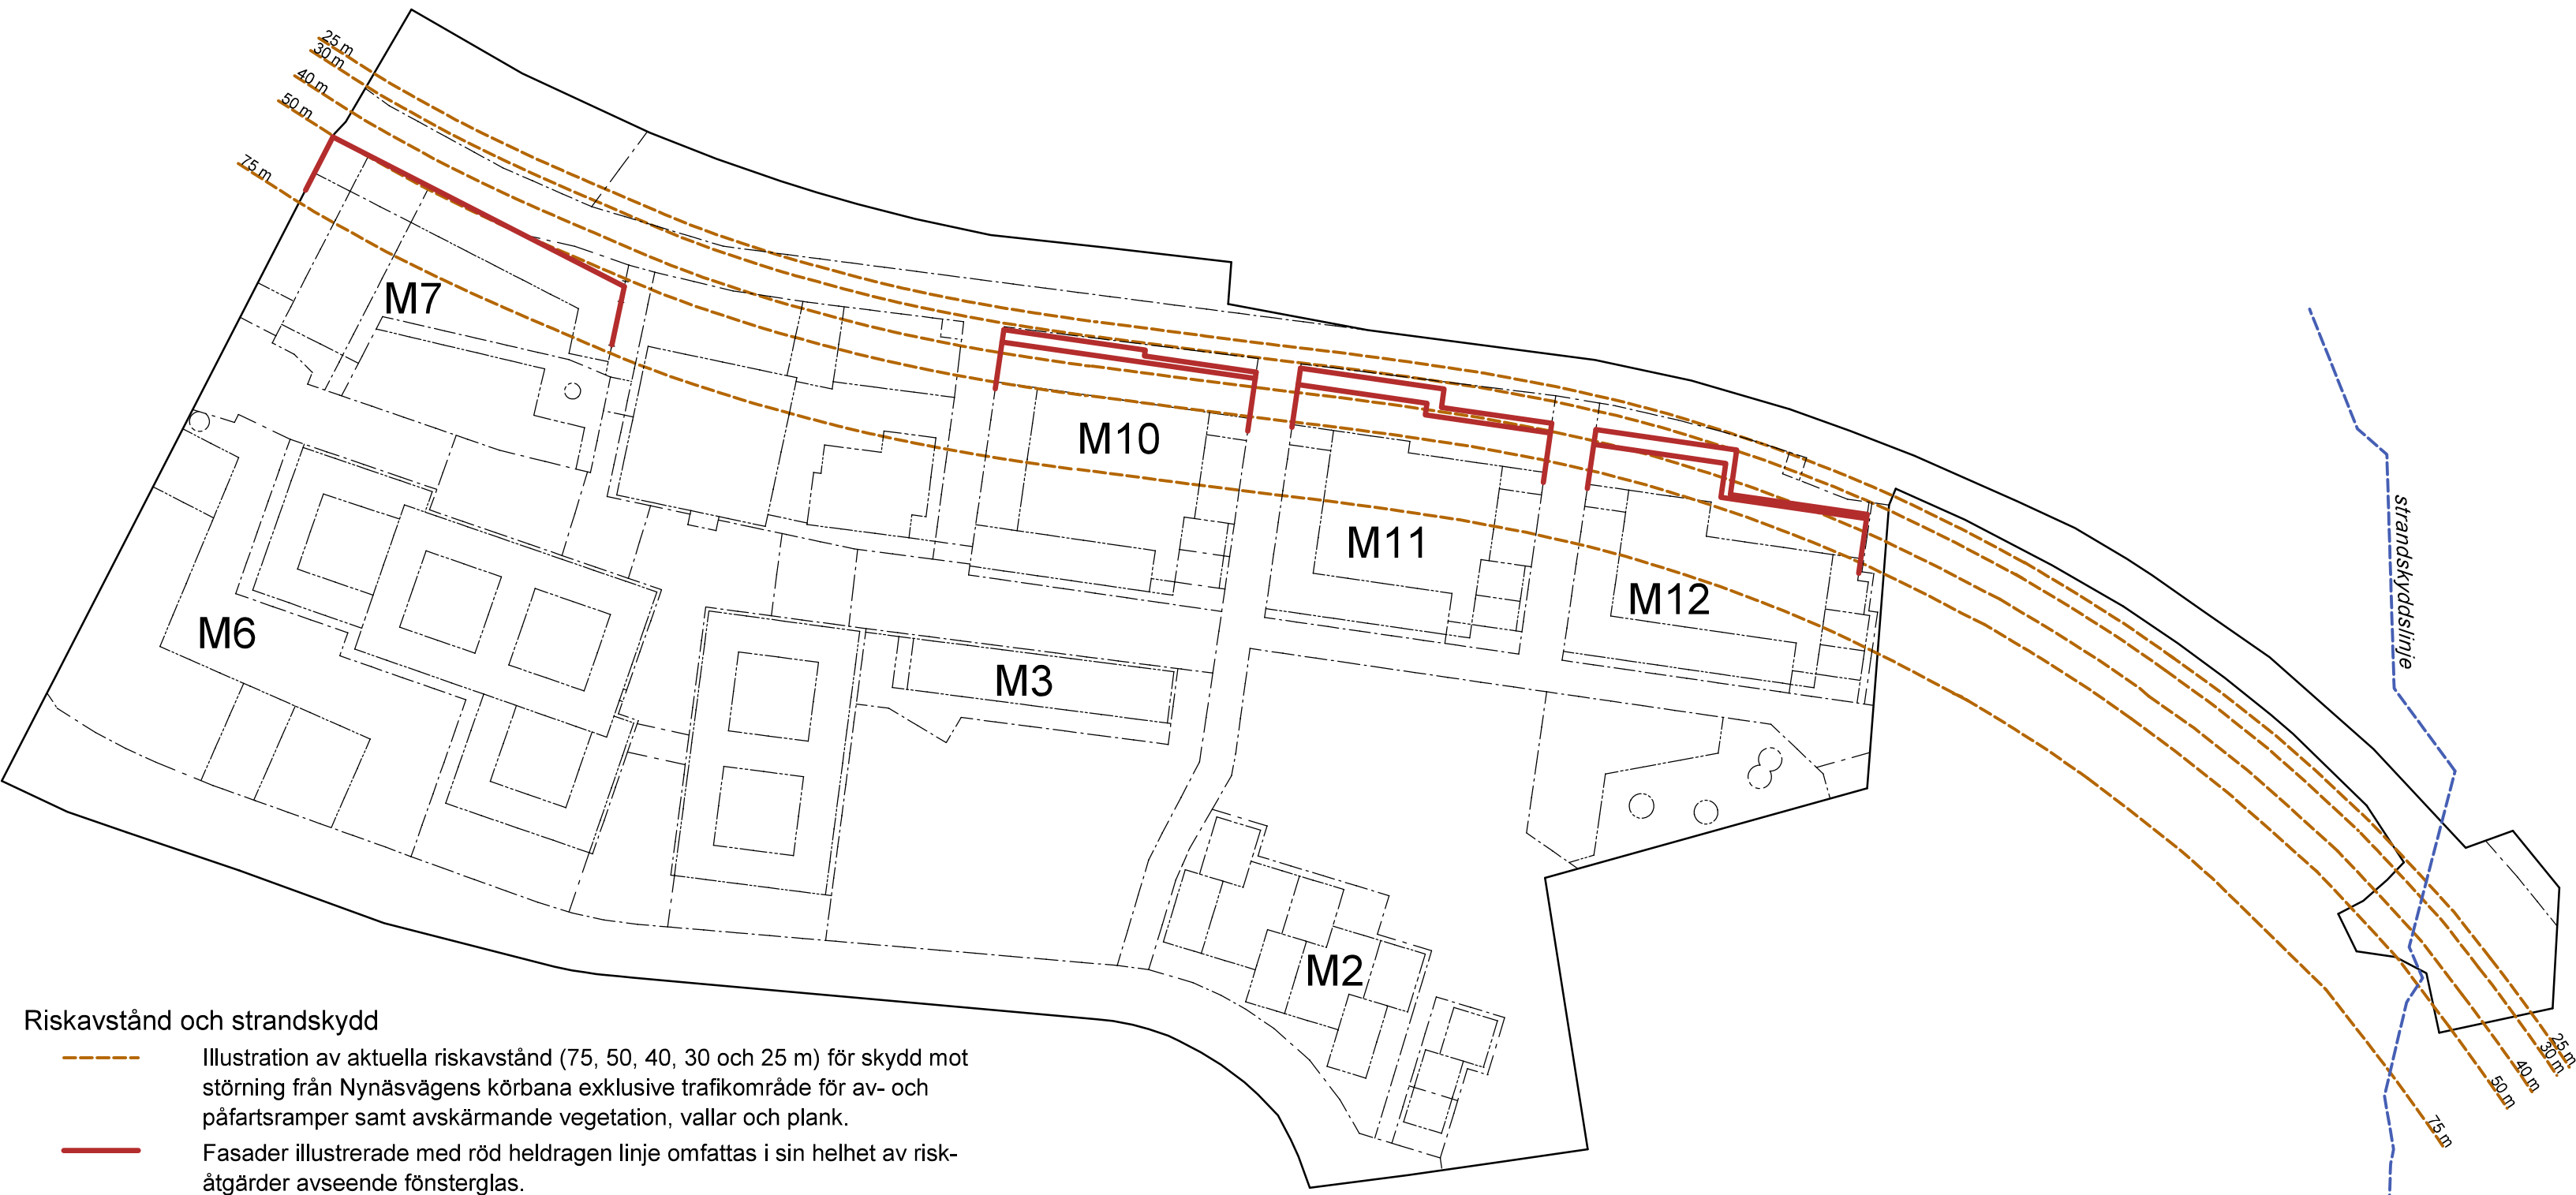 25 m
30 m
40 m
50 m
75 m
M7
M10
M11
M12
M6
M3
M2
strandskyddslinje
25 m
30 m
40 m
50 m
75 m
Riskavstånd och strandskydd
Illustration av aktuella riskavstånd (75, 50, 40, 30 och 25 m) för skydd mot
störning från Nynäsvägens körbana exklusive trafikområde för av- och
påfartsramper samt avskärmande vegetation, vallar och plank.
Fasader illustrerade med röd heldragen linje omfattas i sin helhet av risk-
åtgärder avseende fönsterglas.